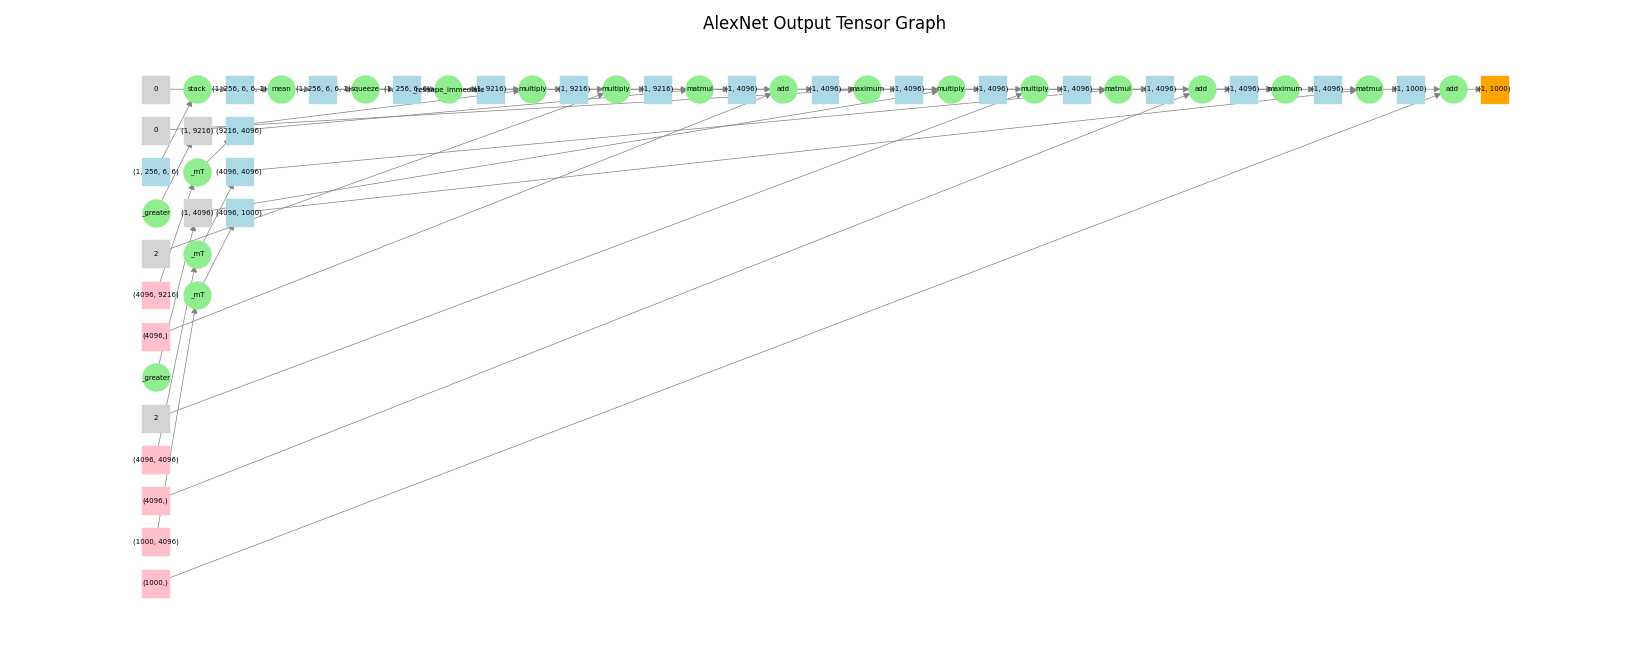 AlexNet Output Tensor Graph
0 stack (1, 256, 6, 6, 1) mean (1, 256, 6, 6, 1) squeeze (1, 256, 6, 6) _reshape_immediate (1, 9216) multiply (1, 9216) multiply (1, 9216) matmul (1, 4096) add (1, 4096) maximum (1, 4096) multiply (1, 4096) multiply (1, 4096) matmul (1, 4096) add (1, 4096) maximum (1, 4096) matmul (1, 1000) add (1, 1000)
0 (1, 9216) (9216, 4096)
(1, 256, 6, 6) _mT (4096, 4096)
_greater (1, 4096) (4096, 1000)
2 _mT
(4096, 9216) _mT
(4096,)
_greater
2
(4096, 4096)
(4096,)
(1000, 4096)
(1000,)